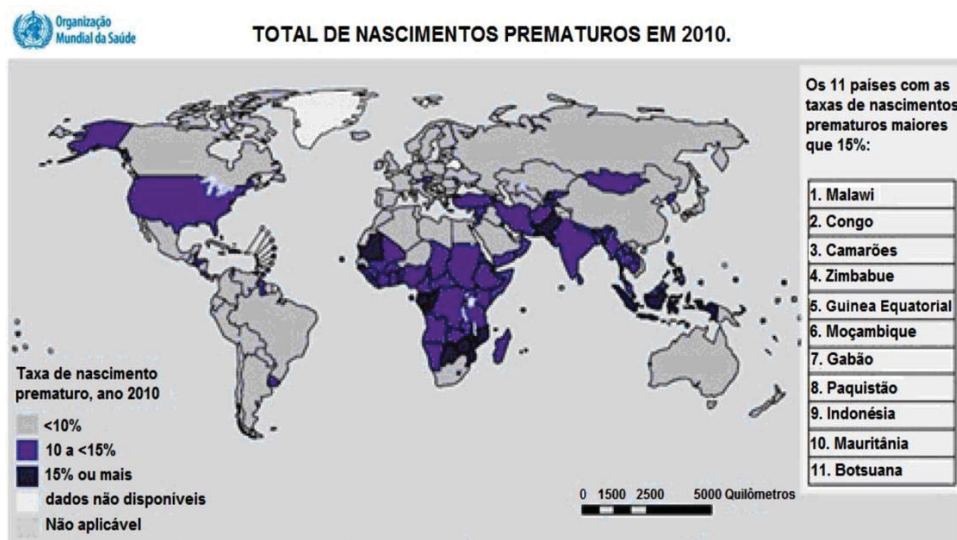 Organização
Mundial da Saúde
TOTAL DE NASCIMENTOS PREMATUROS EM 2010.
Os 11 países com as
taxas de nascimentos
prematuros maiores
que 15%:
1. Malawi
2. Congo
3. Camarões
4. Zimbabue
5. Guinea Equatorial
6. Moçambique
7. Gabão
8. Paquistão
9. Indonésia
10. Mauritânia
11. Botsuana
Taxa de nascimento
prematuro, ano 2010
<10%
10 a <15%
15% ou mais
dados não disponíveis
Não aplicável
0 1500 2500 5000 Quilômetros